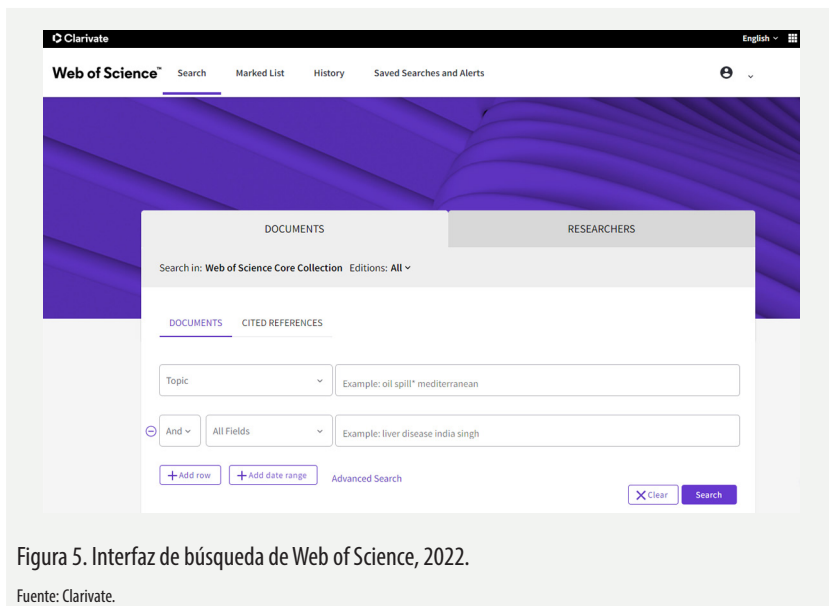 Clarivate English
Web of Science™ Search Marked List History Saved Searches and Alerts
DOCUMENTS RESEARCHERS
Search in: Web of Science Core Collection Editions: All
DOCUMENTS CITED REFERENCES
Topic Example: oil spill* mediterranean
And All Fields Example: liver disease india singh
+ Add row + Add date range Advanced Search
X Clear Search
Figura 5. Interfaz de búsqueda de Web of Science, 2022.
Fuente: Clarivate.